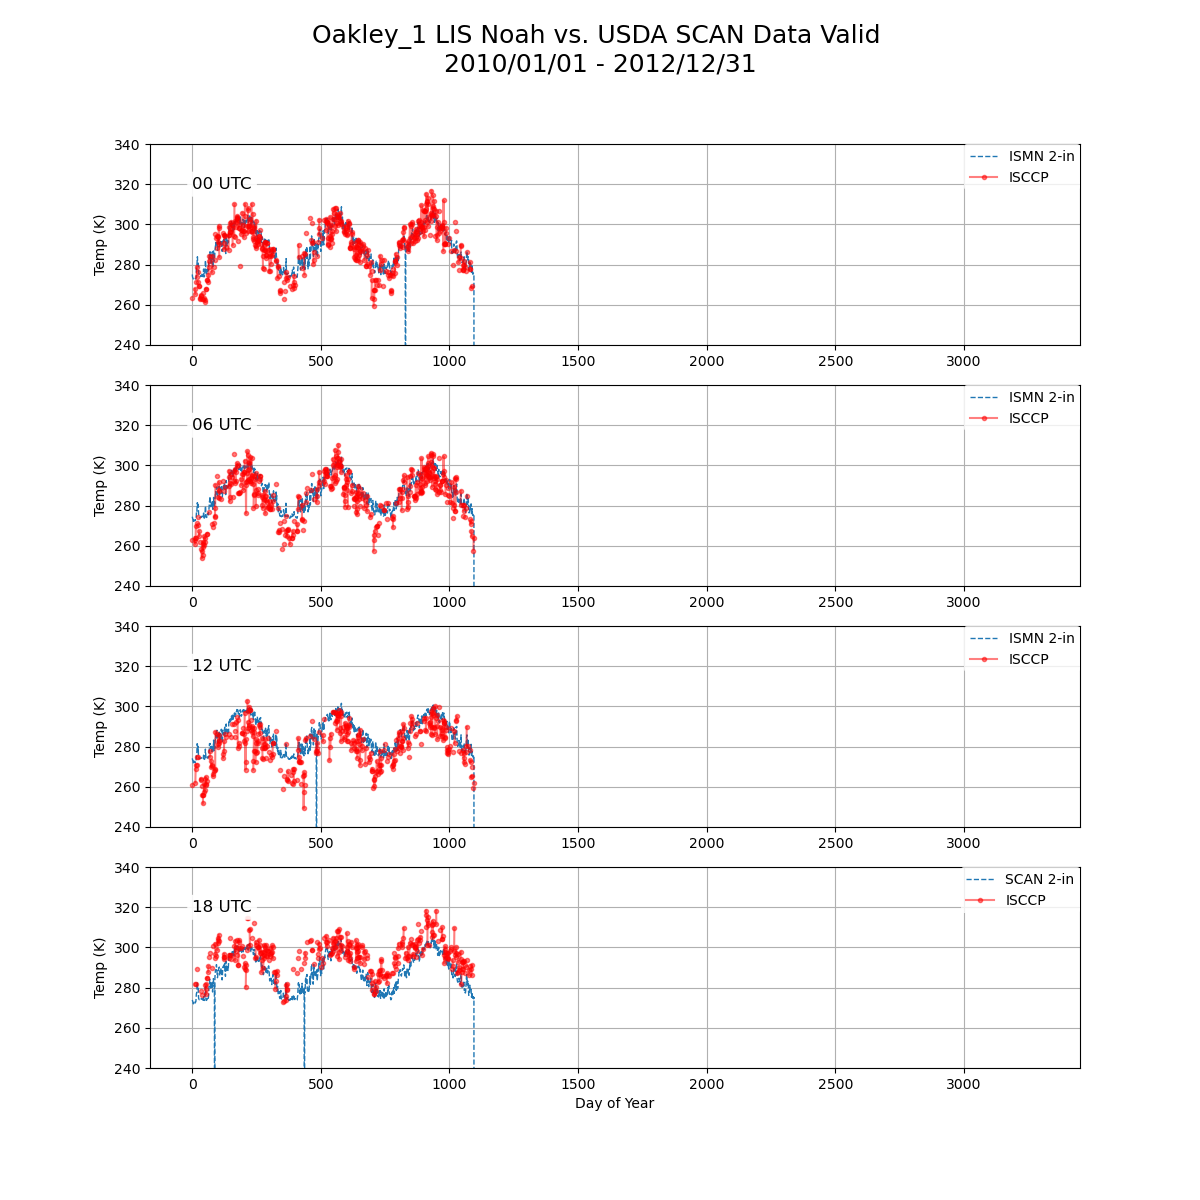 Oakley_1 LIS Noah vs. USDA SCAN Data Valid
2010/01/01 - 2012/12/31
340
320
300
280
260
240
Temp (K)
00 UTC
ISMN 2-in
ISCCP
0 500 1000 1500 2000 2500 3000
340
320
300
280
260
240
Temp (K)
06 UTC
ISMN 2-in
ISCCP
0 500 1000 1500 2000 2500 3000
340
320
300
280
260
240
Temp (K)
12 UTC
ISMN 2-in
ISCCP
0 500 1000 1500 2000 2500 3000
340
320
300
280
260
240
Temp (K)
18 UTC
SCAN 2-in
ISCCP
0 500 1000 1500 2000 2500 3000
Day of Year